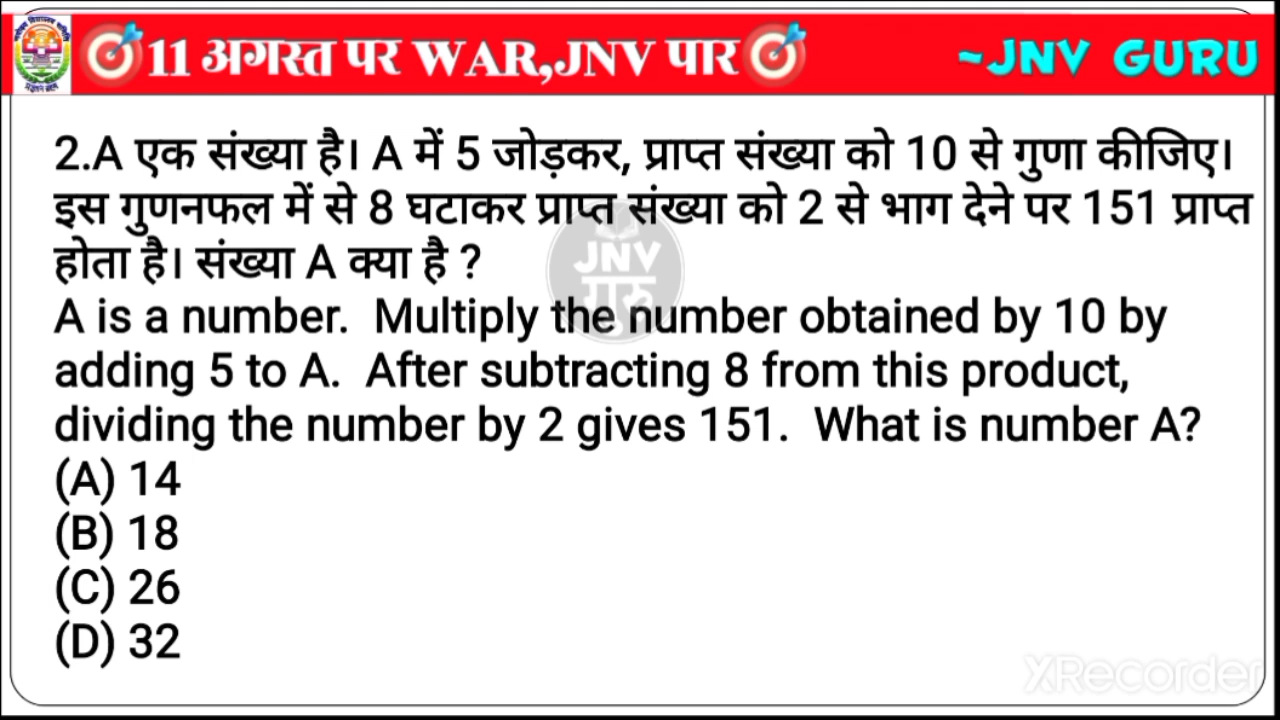 11 अगस्त पर WAR,JNV पार
~JNV GURU
2.A एक संख्या है। A में 5 जोड़कर, प्राप्त संख्या को 10 से गुणा कीजिए।
इस गुणनफल में से 8 घटाकर प्राप्त संख्या को 2 से भाग देने पर 151 प्राप्त
होता है। संख्या A क्या है ?
JNV
गुरु
A is a number.  Multiply the number obtained by 10 by
adding 5 to A.  After subtracting 8 from this product,
dividing the number by 2 gives 151.  What is number A?
(A) 14
(B) 18
(C) 26
(D) 32
XRecorder